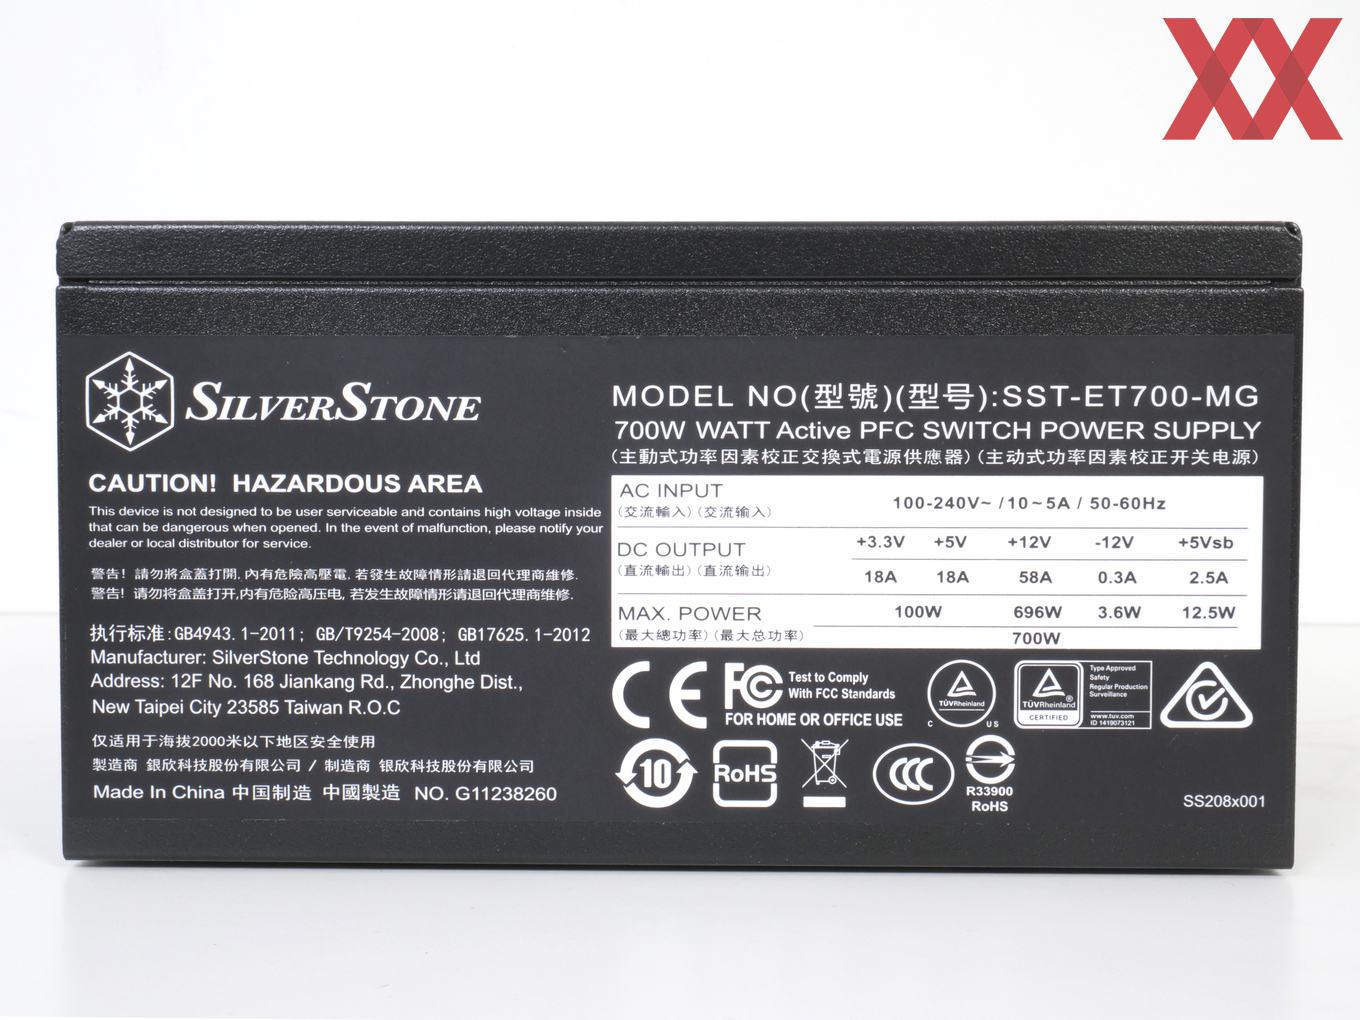 XX
SILVERSTONE
CAUTION! HAZARDOUS AREA
This device is not designed to be user serviceable and contains high voltage inside
that can be dangerous when opened. In the event of malfunction, please notify your
dealer or local distributor for service.
警告! 請勿將盒蓋打開, 內有危險高壓電, 若發生故障情形請退回代理商維修.
警告! 请勿将盒盖打开,内有危险高压电, 若发生故障情形请退回代理商维修.
执行标准:GB4943.1-2011; GB/T9254-2008; GB17625.1-2012
Manufacturer: SilverStone Technology Co., Ltd
Address: 12F No. 168 Jiankang Rd., Zhonghe Dist.,
New Taipei City 23585 Taiwan R.O.C
仅适用于海拔2000米以下地区安全使用
製造商 銀欣科技股份有限公司 / 制造商 银欣科技股份有限公司
Made In China 中国制造 中國製造 NO. G11238260
MODEL NO(型號)(型号):SST-ET700-MG
700W WATT Active PFC SWITCH POWER SUPPLY
(主動式功率因素校正交換式電源供應器) (主动式功率因素校正开关电源)
AC INPUT
(交流輸入) (交流输入)
100-240V~ /10~5A / 50-60Hz
DC OUTPUT
(直流輸出) (直流输出)
+3.3V +5V +12V -12V +5Vsb
18A 18A 58A 0.3A 2.5A
MAX. POWER
(最大總功率) (最大总功率)
100W 696W 3.6W 12.5W
700W
CE
FC
Test to Comply
With FCC Standards
FOR HOME OR OFFICE USE
TÜVRheinland
C US
TÜVRheinland
®
CERTIFIED
Type Approved
Safety
Regular Production
Surveillance
www.tuv.com
ID 1419073121
10
RoHS
CCC
R33900
RoHS
SS208x001